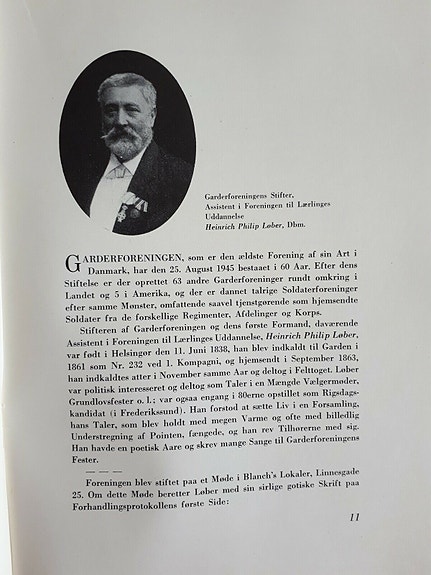 Garderforeningens Stifter,
Assistent i Foreningen til Lærlinges
Uddannelse
Heinrich Philip Løber, Dbm.
GARDERFORENINGEN, som er den ældste Forening af sin Art i
Danmark, har den 25. August 1945 bestaaet i 60 Aar. Efter dens
Stiftelse er der oprettet 63 andre Garderforeninger rundt omkring i
Landet og 5 i Amerika, og der er dannet talrige Soldaterforeninger
efter samme Mønster, omfattende saavel tjenstgørende som hjemsendte
Soldater fra de forskellige Regimenter, Afdelinger og Korps.
Stifteren af Garderforeningen og dens første Formand, daværende
Assistent i Foreningen til Lærlinges Uddannelse, Heinrich Philip Løber,
var født i Helsingør den 11. Juni 1838, han blev indkaldt til Garden i
1861 som Nr. 232 ved 1. Kompagni, og hjemsendt i September 1863,
han indkaldtes atter i November samme Aar og deltog i Felttoget. Løber
var politisk interesseret og deltog som Taler i en Mængde Vælgermøder,
Grundlovsfester o. l.; var ogsaa engang i 80erne opstillet som Rigsdags-
kandidat (i Frederikssund). Han forstod at sætte Liv i en Forsamling,
hans Taler, som blev holdt med megen Varme og ofte med billedlig
Understregning af Pointen, fængede, og han rev Tilhørerne med sig.
Han havde en poetisk Aare og skrev mange Sange til Garderforeningens
Fester.
— — —
Foreningen blev stiftet paa et Møde i Blanch's Lokaler, Linnesgade
25. Om dette Møde beretter Løber med sin sirlige gotiske Skrift paa
Forhandlingsprotokollens første Side:
11